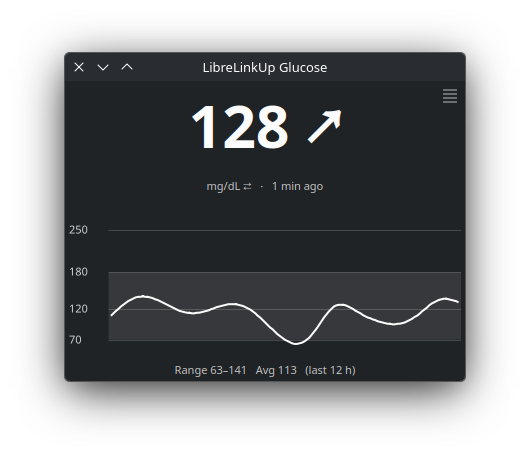 LibreLinkUp Glucose
128 ↗
mg/dL ⇄ · 1 min ago
250
180
120
70
Range 63–141 Avg 113 (last 12 h)